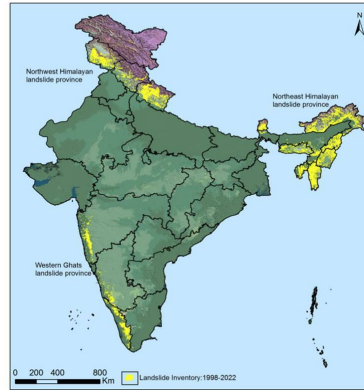 N
Northwest Himalayan
landslide province
Northeast Himalayan
landslide province
Western Ghats
landslide province
0 200 400 800
Km
Landslide Inventory:1998-2022